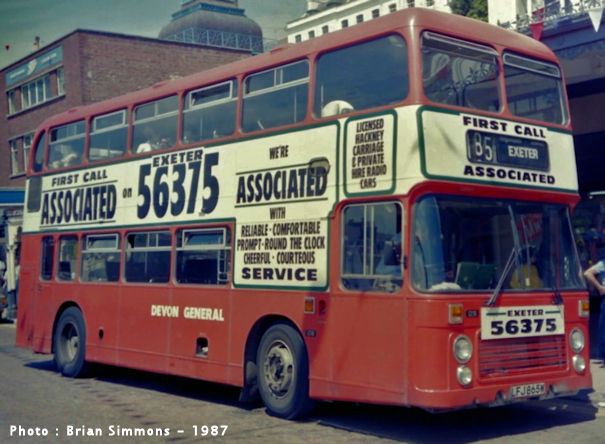 FIRST CALL
ASSOCIATED
on EXETER
56375
WE'RE
ASSOCIATED
WITH
RELIABLE · COMFORTABLE
PROMPT · ROUND THE CLOCK
CHEERFUL · COURTEOUS
SERVICE
LICENSED
HACKNEY
CARRIAGE
& PRIVATE
HIRE RADIO
CARS
FIRST CALL
85 EXETER
ASSOCIATED
DEVON GENERAL
EXETER
56375
LFJ865W
Photo : Brian Simmons - 1987